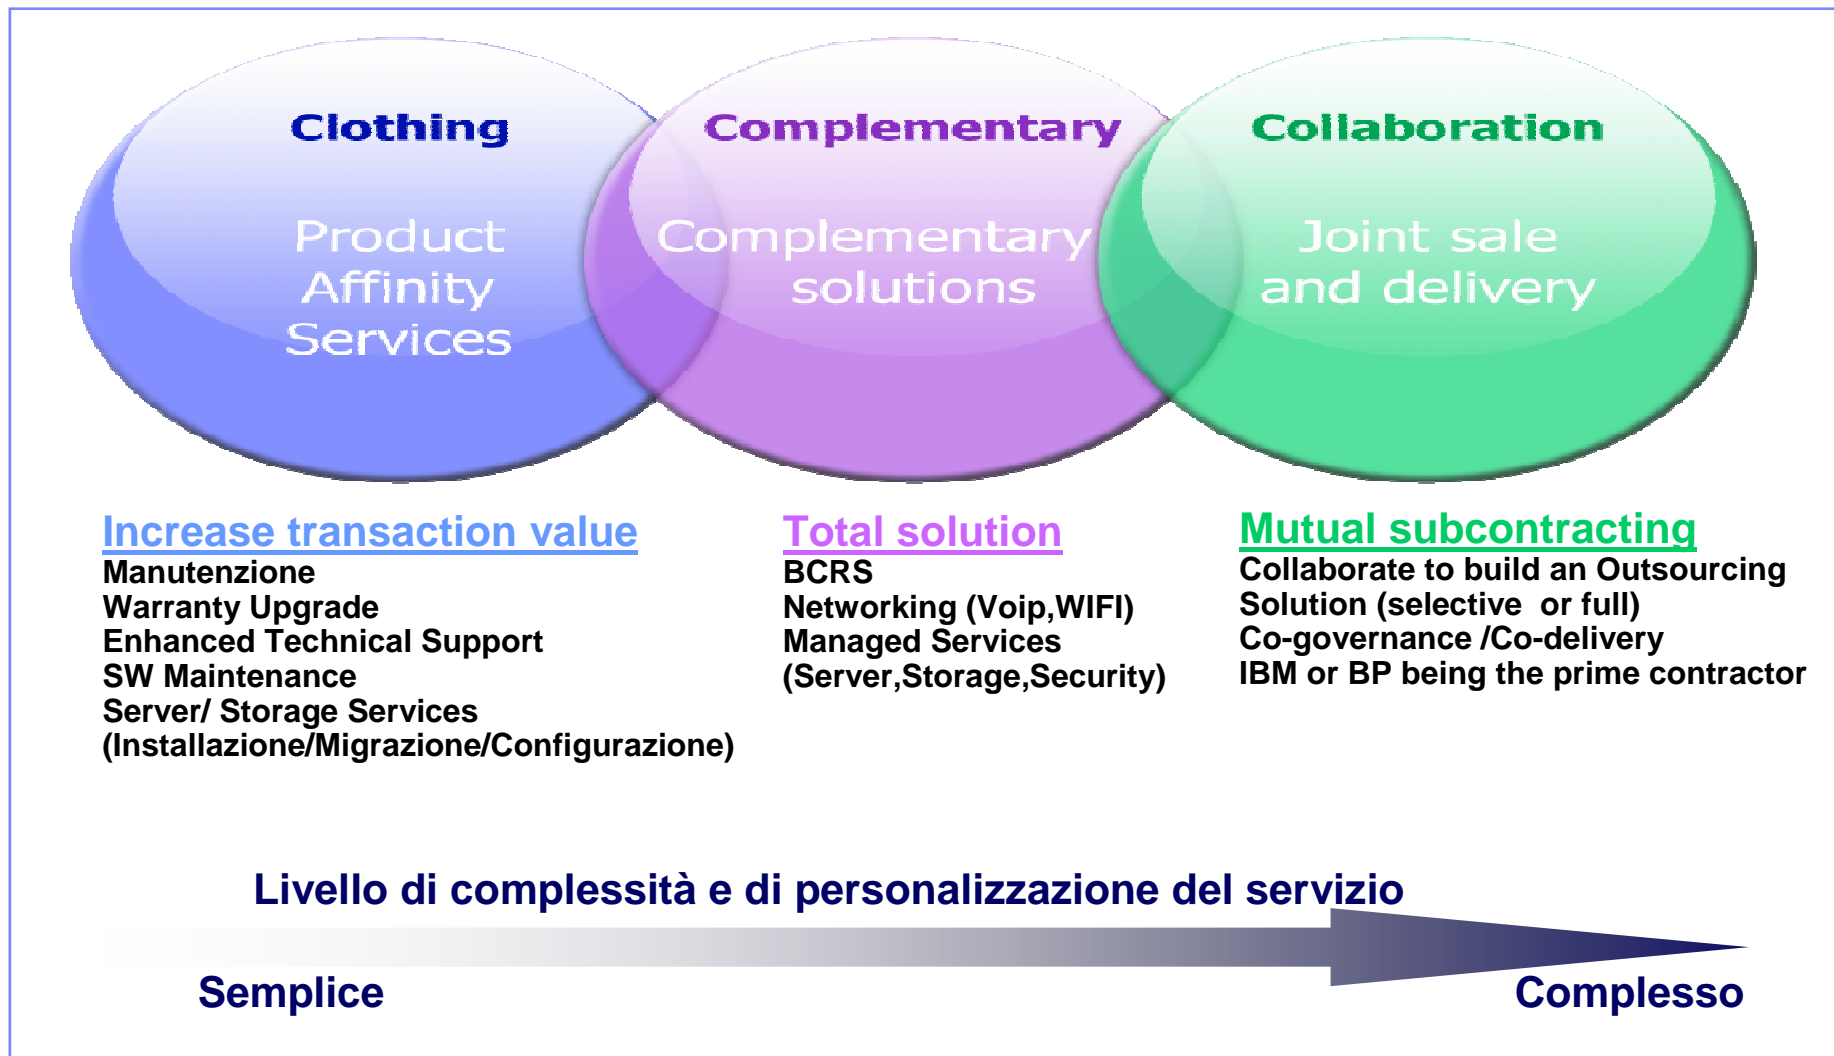 Clothing
Product
Affinity
Services
Complementary
Complementary
solutions
Collaboration
Joint sale
and delivery
Increase transaction value
Manutenzione
Warranty Upgrade
Enhanced Technical Support
SW Maintenance
Server/ Storage Services
(Installazione/Migrazione/Configurazione)
Total solution
BCRS
Networking (Voip,WIFI)
Managed Services
(Server,Storage,Security)
Mutual subcontracting
Collaborate to build an Outsourcing
Solution (selective or full)
Co-governance /Co-delivery
IBM or BP being the prime contractor
Livello di complessità e di personalizzazione del servizio
Semplice
Complesso